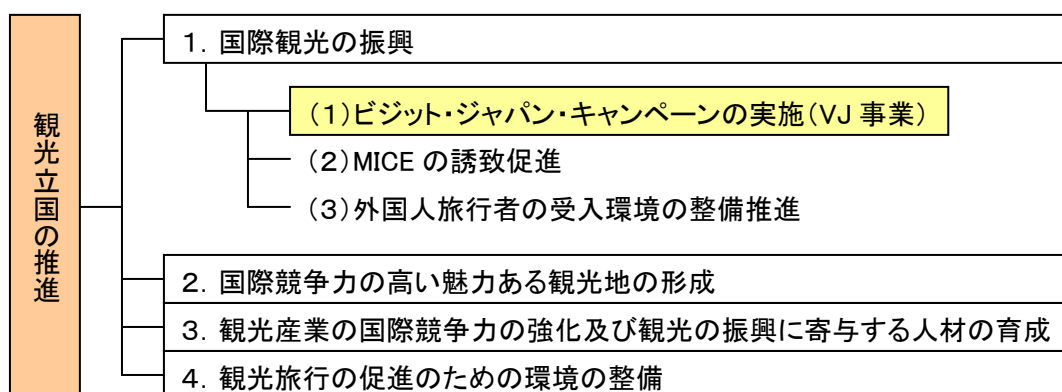 観光立国の推進
１．国際観光の振興
（１）ビジット・ジャパン・キャンペーンの実施（VJ 事業）
（２）MICE の誘致促進
（３）外国人旅行者の受入環境の整備推進
２．国際競争力の高い魅力ある観光地の形成
３．観光産業の国際競争力の強化及び観光の振興に寄与する人材の育成
４．観光旅行の促進のための環境の整備